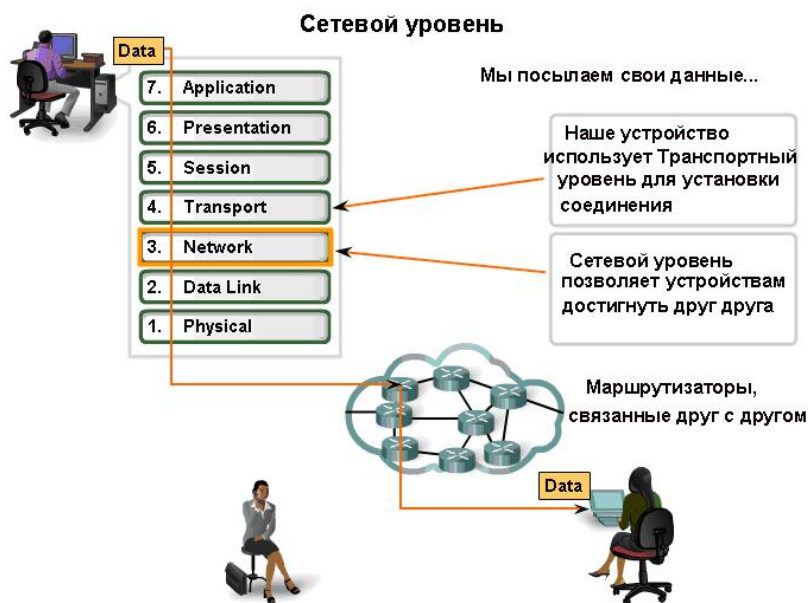 Сетевой уровень
Data
Мы посылаем свои данные...
7. Application
6. Presentation
5. Session
4. Transport
3. Network
2. Data Link
1. Physical
Наше устройство
использует Транспортный
уровень для установки
соединения
Сетевой уровень
позволяет устройствам
достигнуть друг друга
Маршрутизаторы,
связанные друг с другом
Data